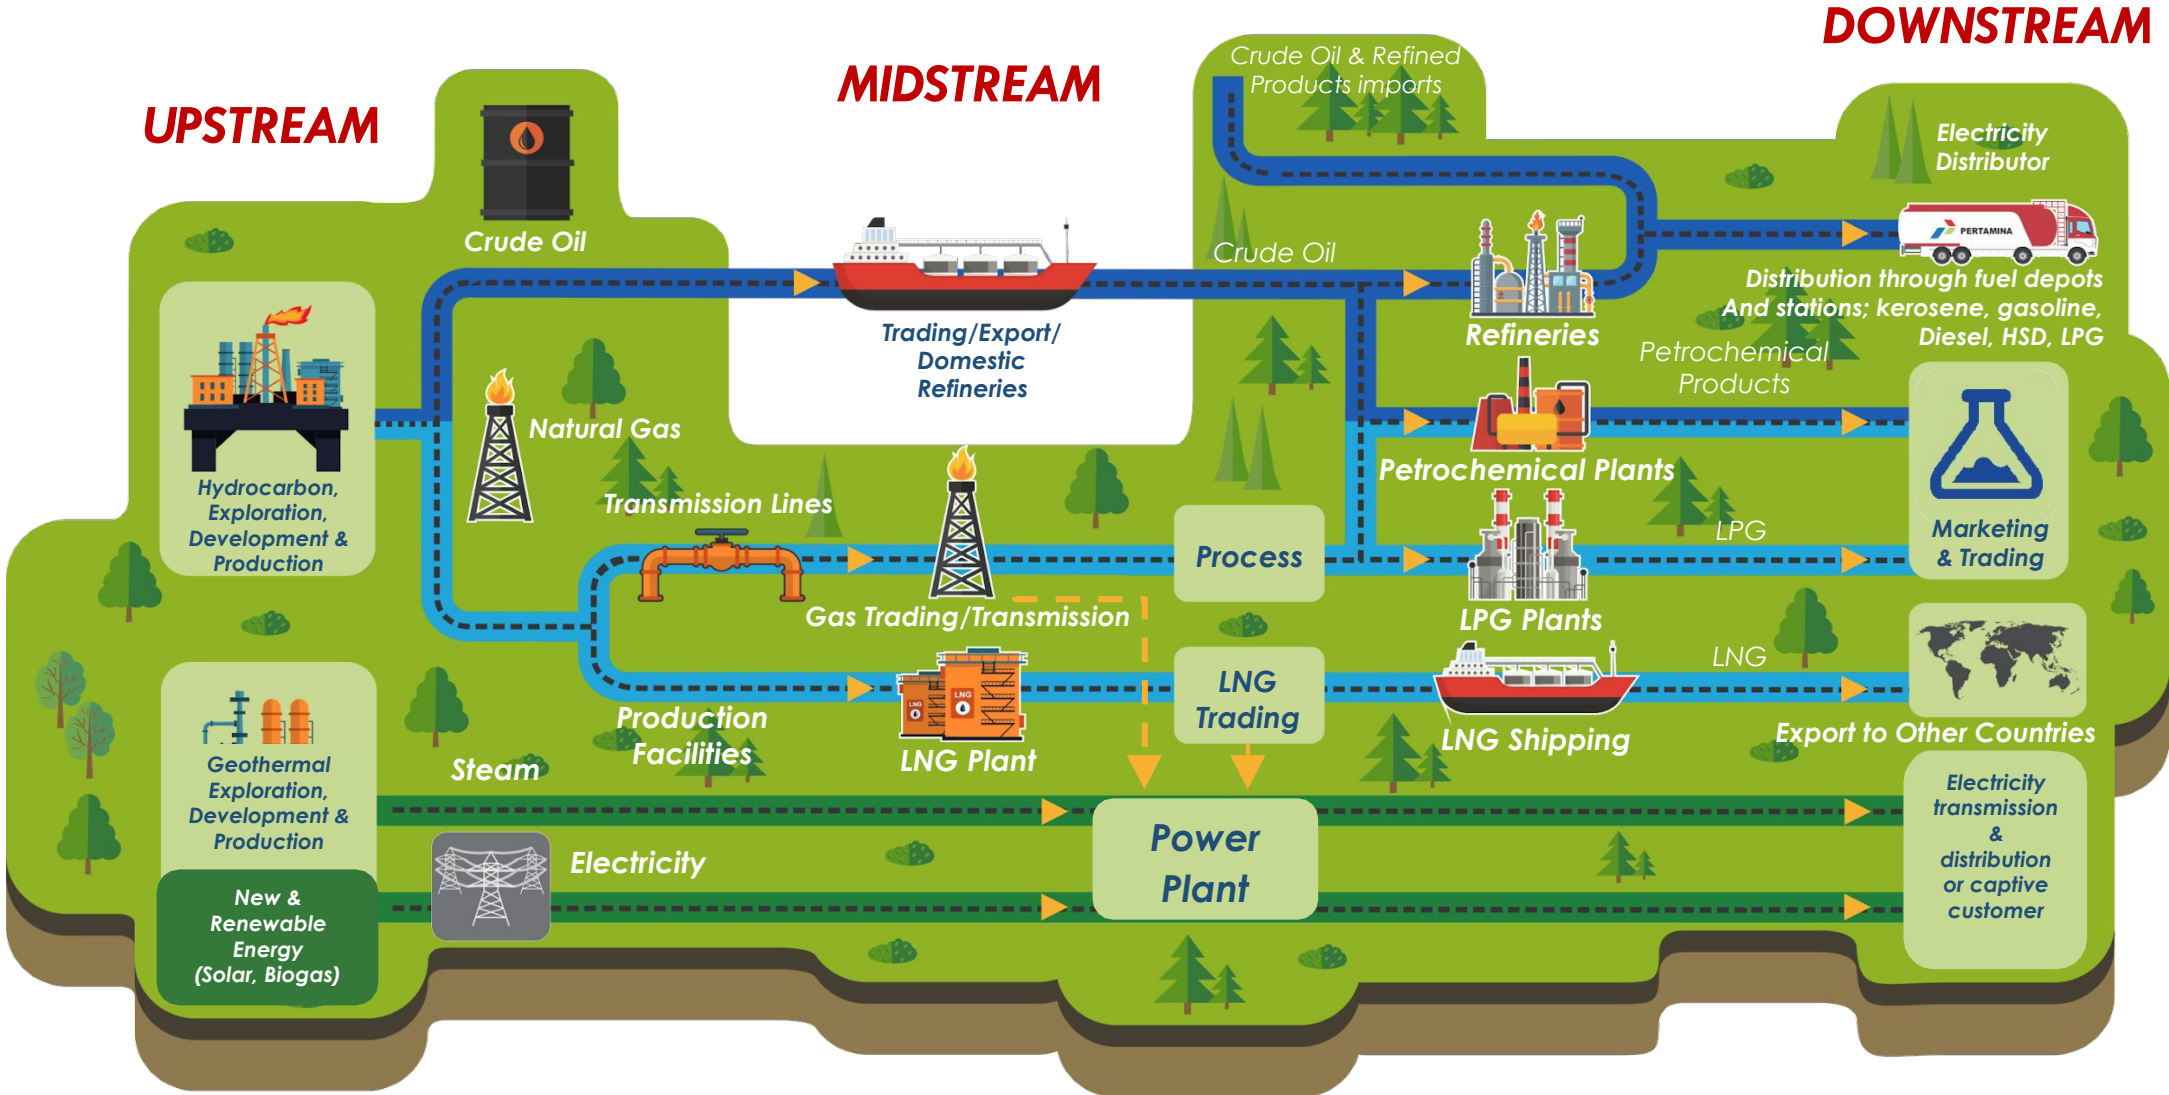 DOWNSTREAM
MIDSTREAM
UPSTREAM
Crude Oil & Refined
Products imports
Electricity
Distributor
Crude Oil
Crude Oil
PERTAMINA
Distribution through fuel depots
And stations; kerosene, gasoline,
Diesel, HSD, LPG
Trading/Export/
Domestic
Refineries
Refineries
Petrochemical
Products
Natural Gas
Petrochemical Plants
Hydrocarbon,
Exploration,
Development &
Production
Transmission Lines
Process
LPG
Marketing
& Trading
Gas Trading/Transmission
LPG Plants
LNG
Trading
LNG
LNG
LNG
Production
Facilities
LNG Plant
LNG Shipping
Export to Other Countries
Steam
Geothermal
Exploration,
Development &
Production
Electricity
transmission
&
distribution
or captive
customer
Power
Plant
Electricity
New &
Renewable
Energy
(Solar, Biogas)